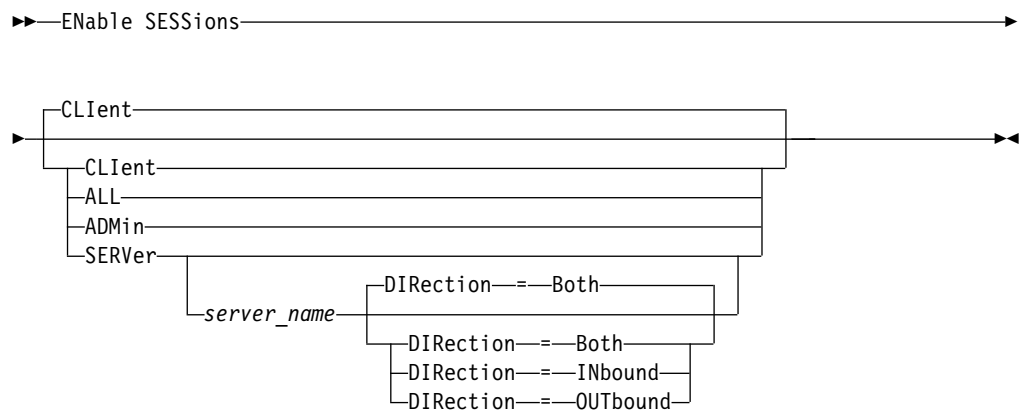 ENable SESSions
CLIent
CLIent
ALL
ADMin
SERVer
DIRection = Both
server_name
DIRection = Both
DIRection = INbound
DIRection = OUTbound